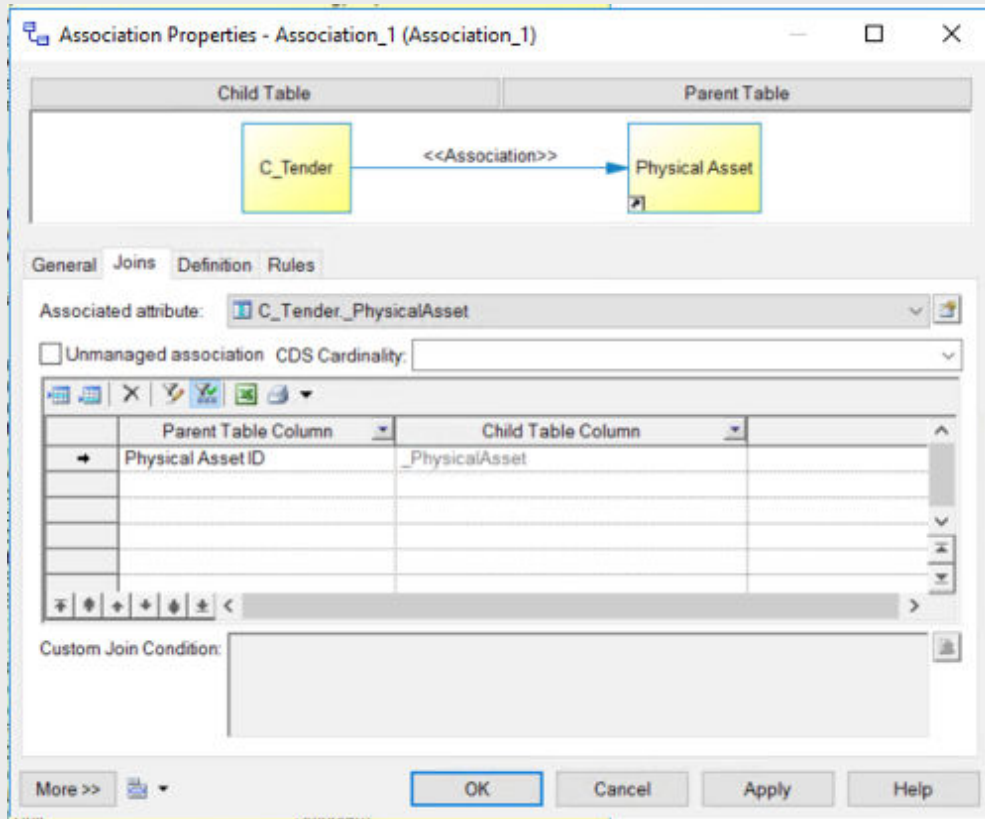 Association Properties - Association_1 (Association_1)
Child Table Parent Table
C_Tender <<Association>> Physical Asset
General Joins Definition Rules
Associated attribute: C_Tender._PhysicalAsset
Unmanaged association CDS Cardinality:
Parent Table Column Child Table Column
Physical Asset ID _PhysicalAsset
Custom Join Condition:
More >> OK Cancel Apply Help